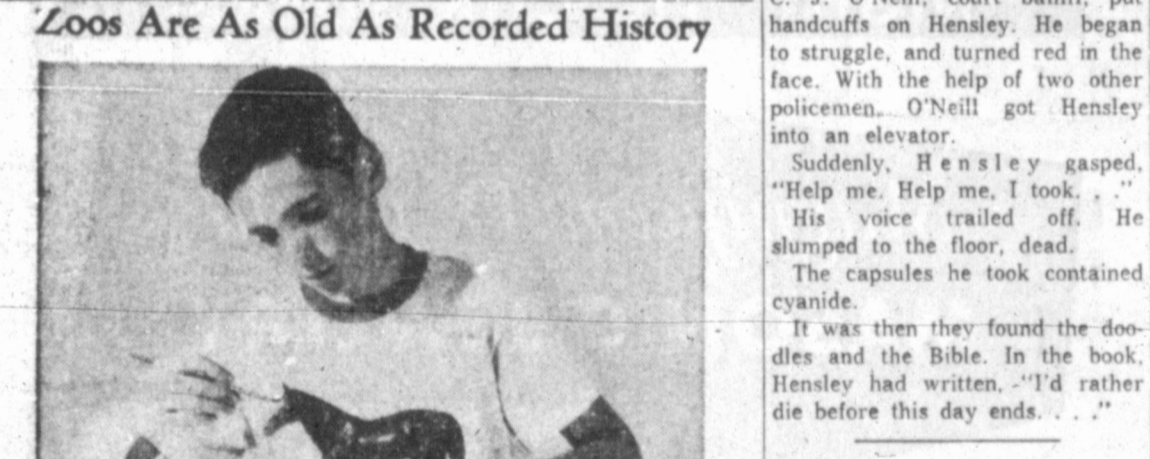 Zoos Are As Old As Recorded History
handcuffs on Hensley. He began
to struggle, and turned red in the
face. With the help of two other
policemen, O'Neill got Hensley
into an elevator.
Suddenly, Hensley gasped,
"Help me. Help me, I took. . ."
His voice trailed off. He
slumped to the floor, dead.
The capsules he took contained
cyanide.
It was then they found the doo-
dles and the Bible. In the book,
Hensley had written, "I'd rather
die before this day ends. . . ."